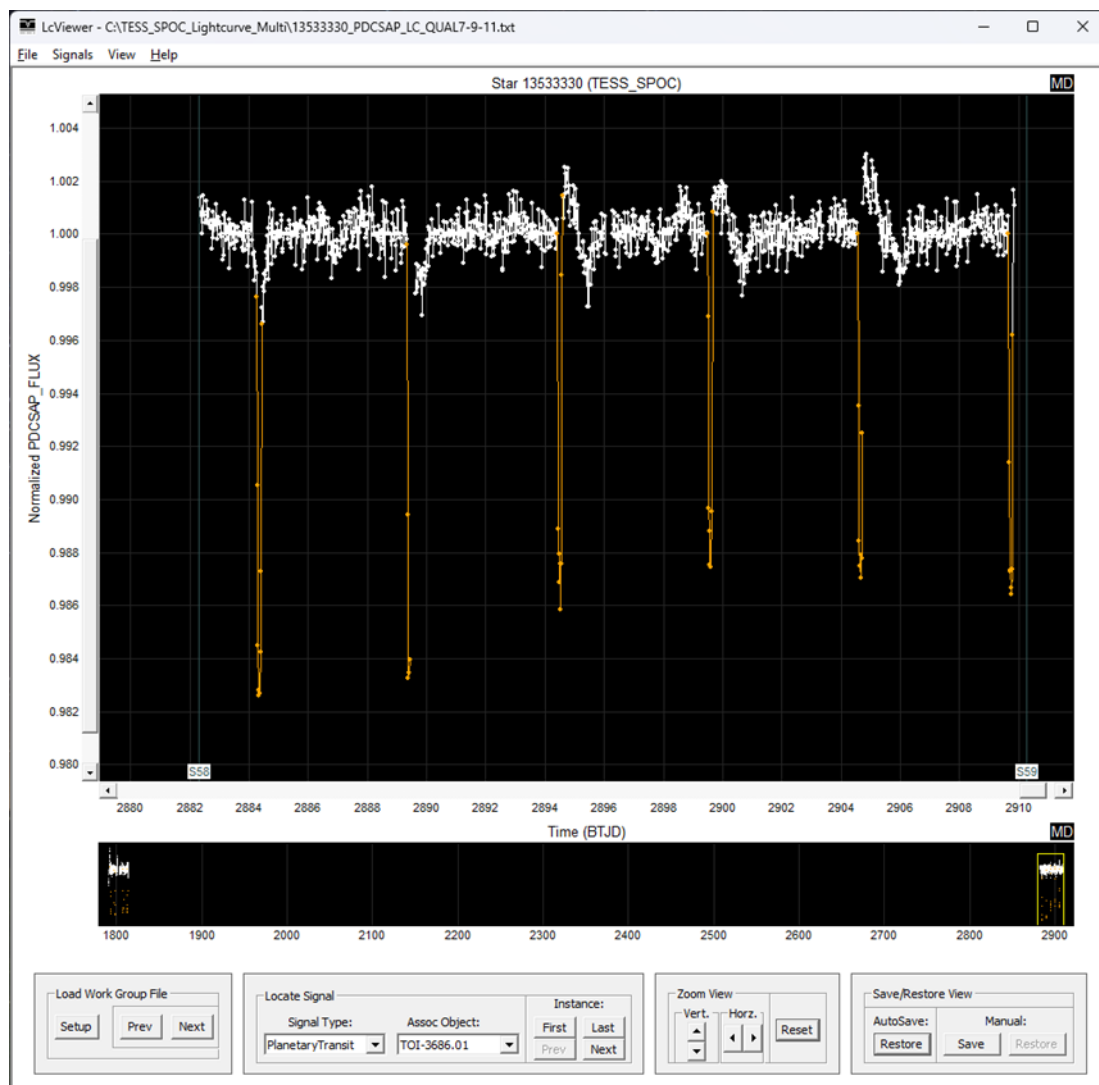 LcViewer - C:\TESS_SPOC_Lightcurve_Multi\13533330_PDCSAP_LC_QUAL7-9-11.txt
File Signals View Help
Star 13533330 (TESS_SPOC) MD
1.004
1.002
1.000
0.998
0.996
0.994
0.992
0.990
0.988
0.986
0.984
0.982
0.980
Normalized PDCSAP_FLUX
S58 S59
2880 2882 2884 2886 2888 2890 2892 2894 2896 2898 2900 2902 2904 2906 2908 2910
Time (BTJD) MD
1800 1900 2000 2100 2200 2300 2400 2500 2600 2700 2800 2900
Load Work Group File
Setup Prev Next
Locate Signal
Signal Type: Assoc Object:
PlanetaryTransit TOI-3686.01
Instance:
First Last
Prev Next
Zoom View
Vert. Horz.
Reset
Save/Restore View
AutoSave: Manual:
Restore Save Restore